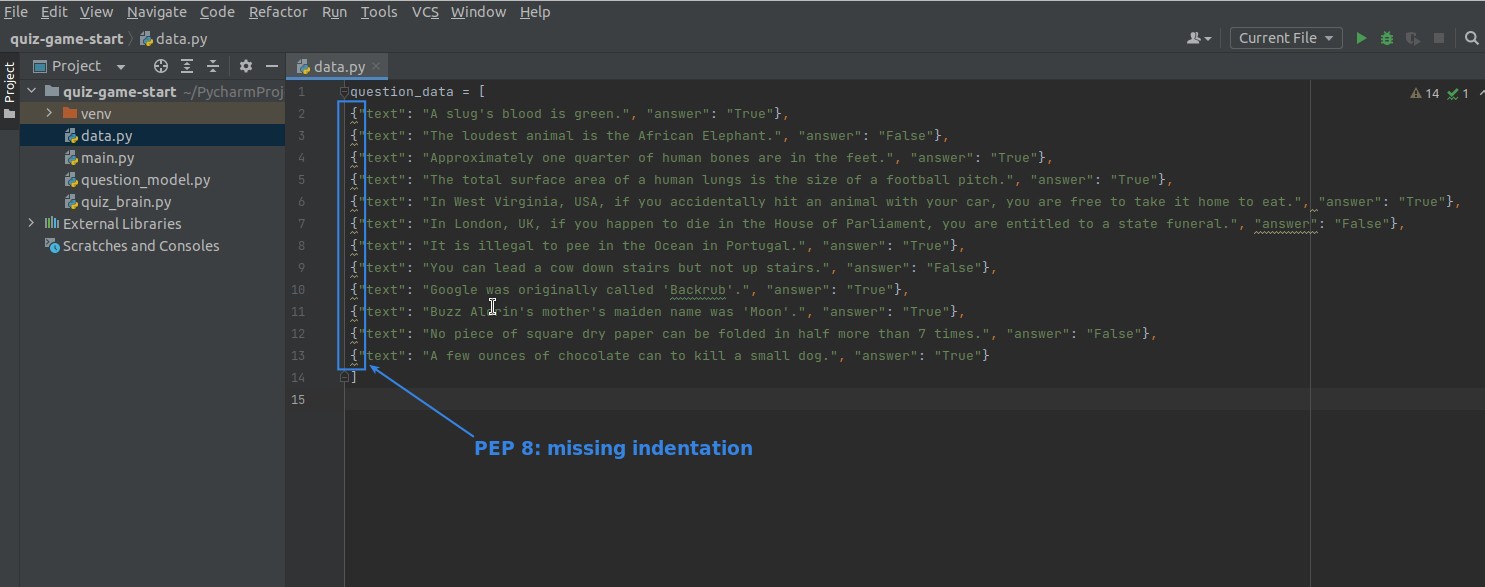 File Edit View Navigate Code Refactor Run Tools VCS Window Help
quiz-game-start data.py Current File
Project
Project
data.py
quiz-game-start ~/PycharmProj
venv
data.py
main.py
question_model.py
quiz_brain.py
External Libraries
Scratches and Consoles
14 1
1 question_data = [
2 {"text": "A slug's blood is green.", "answer": "True"},
3 {"text": "The loudest animal is the African Elephant.", "answer": "False"},
4 {"text": "Approximately one quarter of human bones are in the feet.", "answer": "True"},
5 {"text": "The total surface area of a human lungs is the size of a football pitch.", "answer": "True"},
6 {"text": "In West Virginia, USA, if you accidentally hit an animal with your car, you are free to take it home to eat.", "answer": "True"},
7 {"text": "In London, UK, if you happen to die in the House of Parliament, you are entitled to a state funeral.", "answer": "False"},
8 {"text": "It is illegal to pee in the Ocean in Portugal.", "answer": "True"},
9 {"text": "You can lead a cow down stairs but not up stairs.", "answer": "False"},
10 {"text": "Google was originally called 'Backrub'.", "answer": "True"},
11 {"text": "Buzz Aldrin's mother's maiden name was 'Moon'.", "answer": "True"},
12 {"text": "No piece of square dry paper can be folded in half more than 7 times.", "answer": "False"},
13 {"text": "A few ounces of chocolate can to kill a small dog.", "answer": "True"}
14 ]
15
PEP 8: missing indentation